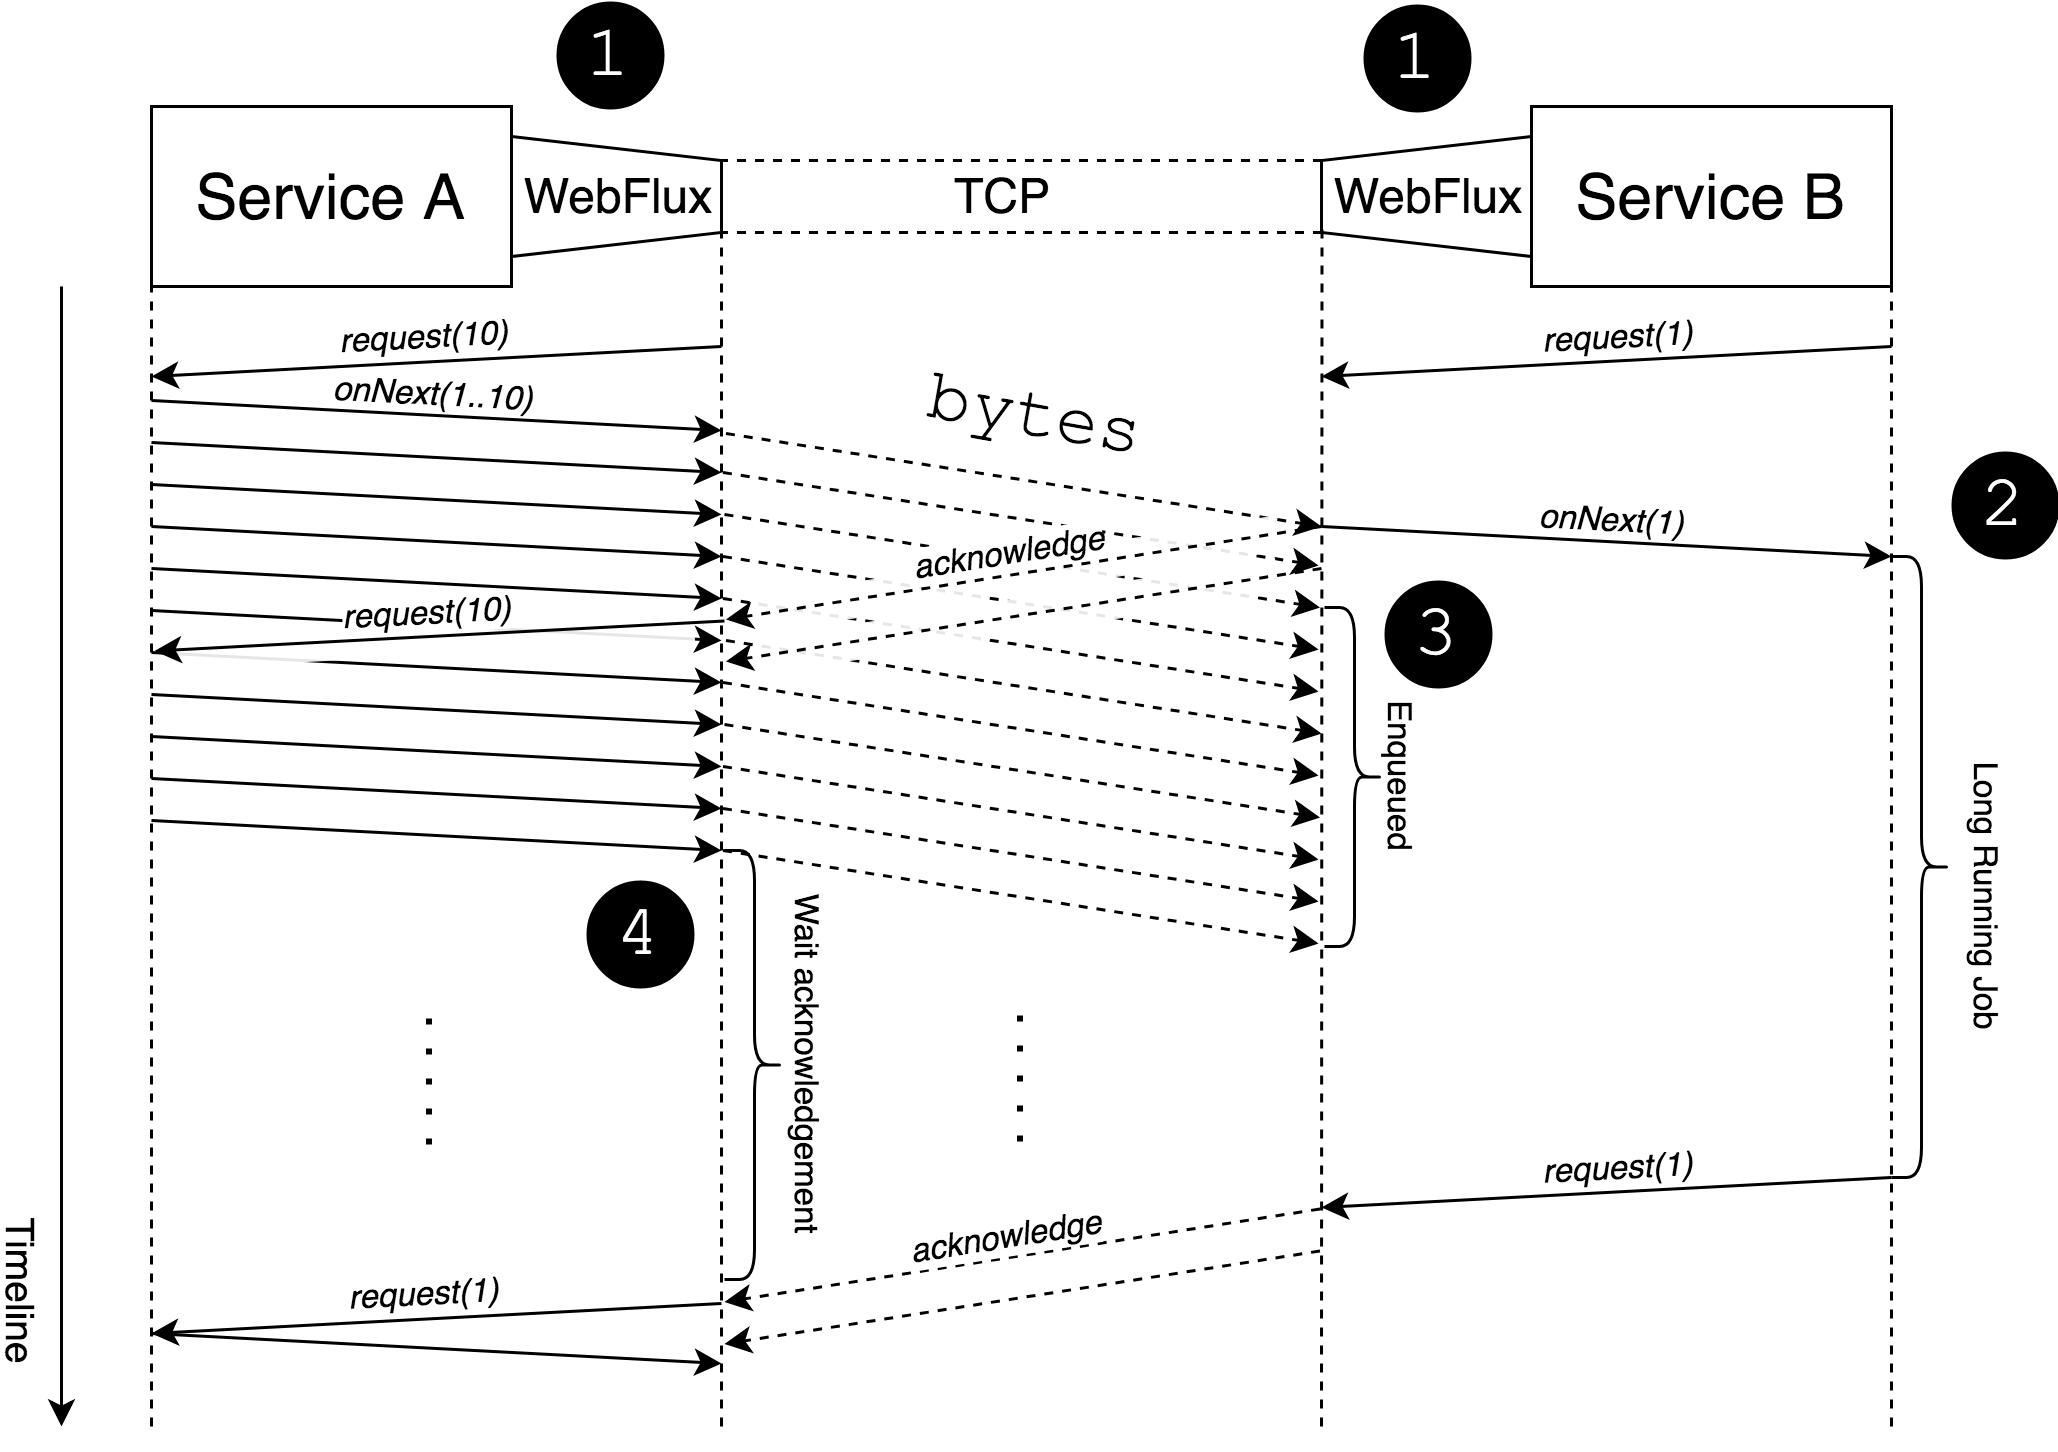 1
1
Service A
WebFlux
TCP
WebFlux
Service B
request(10)
request(1)
onNext(1..10)
bytes
2
onNext(1)
acknowledge
request(10)
3
Enqueued
Long Running Job
4
Wait acknowledgement
request(1)
acknowledge
request(1)
Timeline